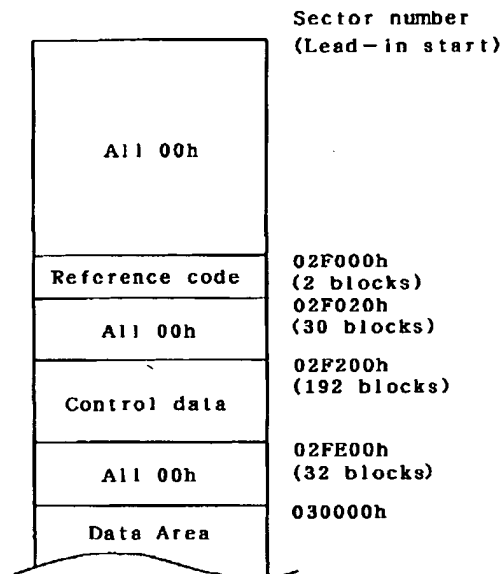 Sector number
(Lead-in start)
All 00h
Reference code
02F000h
(2 blocks)
02F020h
All 00h
(30 blocks)
02F200h
(192 blocks)
Control data
02FE00h
All 00h
(32 blocks)
030000h
Data Area